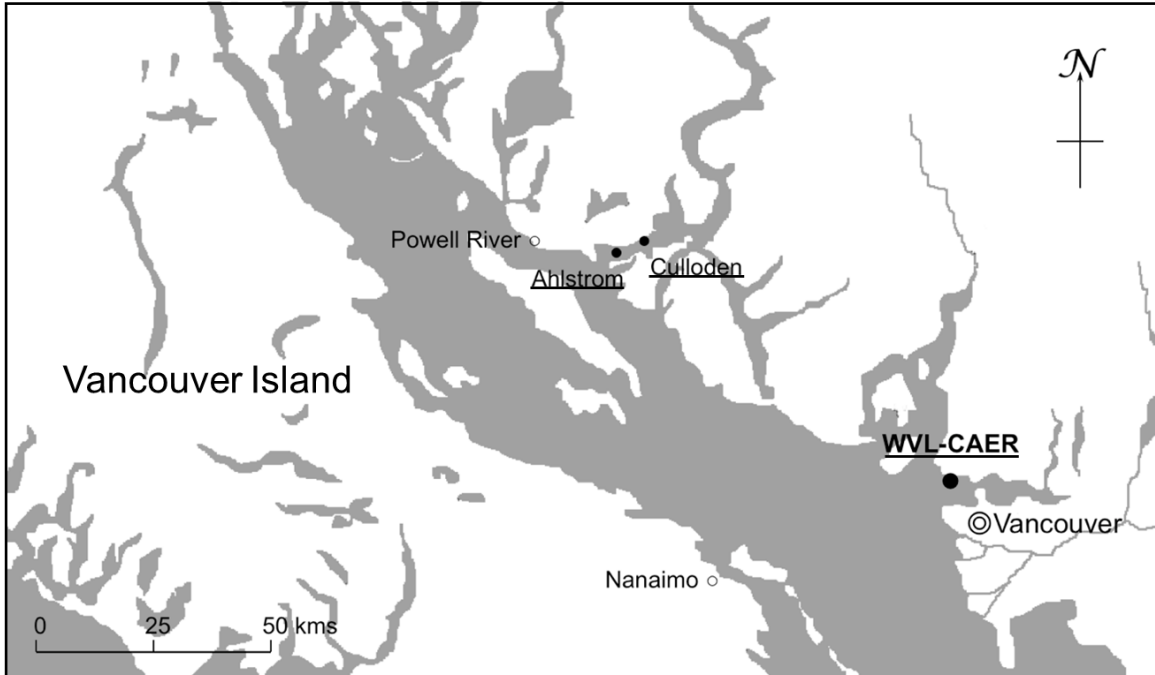 N
Powell River
Ahlstrom
Culloden
Vancouver Island
WVL-CAER
Vancouver
Nanaimo
0 25 50 kms